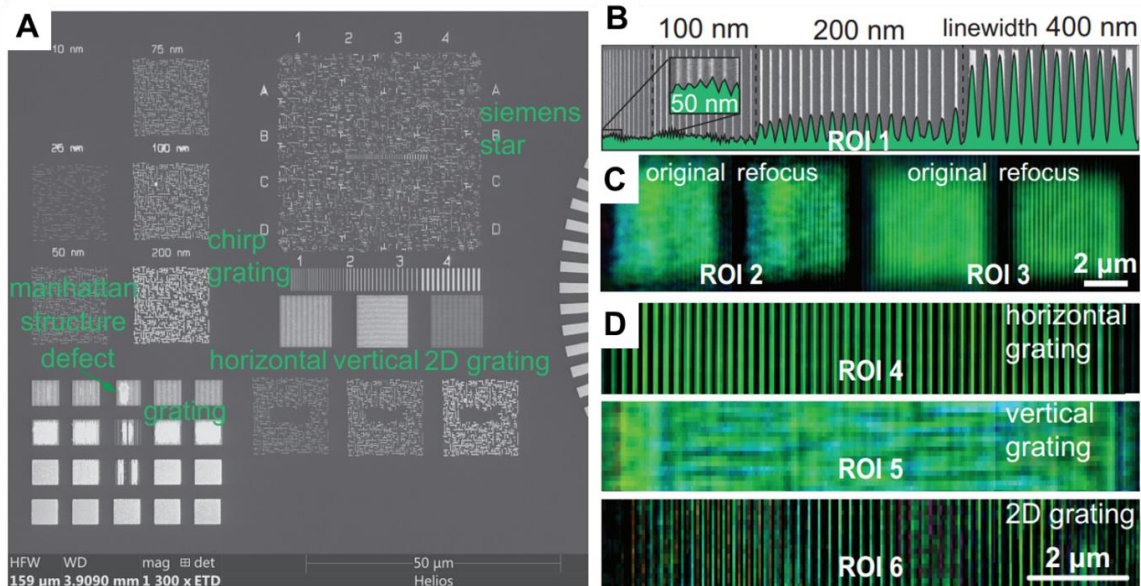 A
10 nm
75 nm
1 2 3 4
A
A
siemens
star
B
B
25 nm
100 nm
C
C
D
D
50 nm
200 nm
chirp
grating
1 2 3 4
manhattan
structure
defect
horizontal vertical 2D grating
grating
HFW WD mag det
159 µm 3.9090 mm 1 300 x ETD
50 µm
Helios
B
100 nm 200 nm linewidth 400 nm
50 nm
ROI 1
C
original refocus original refocus
ROI 2 ROI 3
2 µm
D
horizontal
grating
ROI 4
vertical
grating
ROI 5
2D grating
ROI 6
2 µm